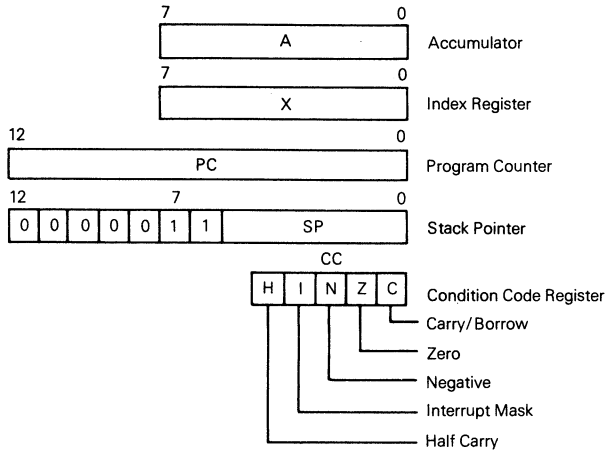 7 0
A Accumulator
7 0
X Index Register
12 0
PC Program Counter
12 7 0
0 0 0 0 0 1 1 SP Stack Pointer
CC
H I N Z C Condition Code Register
Carry/Borrow
Zero
Negative
Interrupt Mask
Half Carry